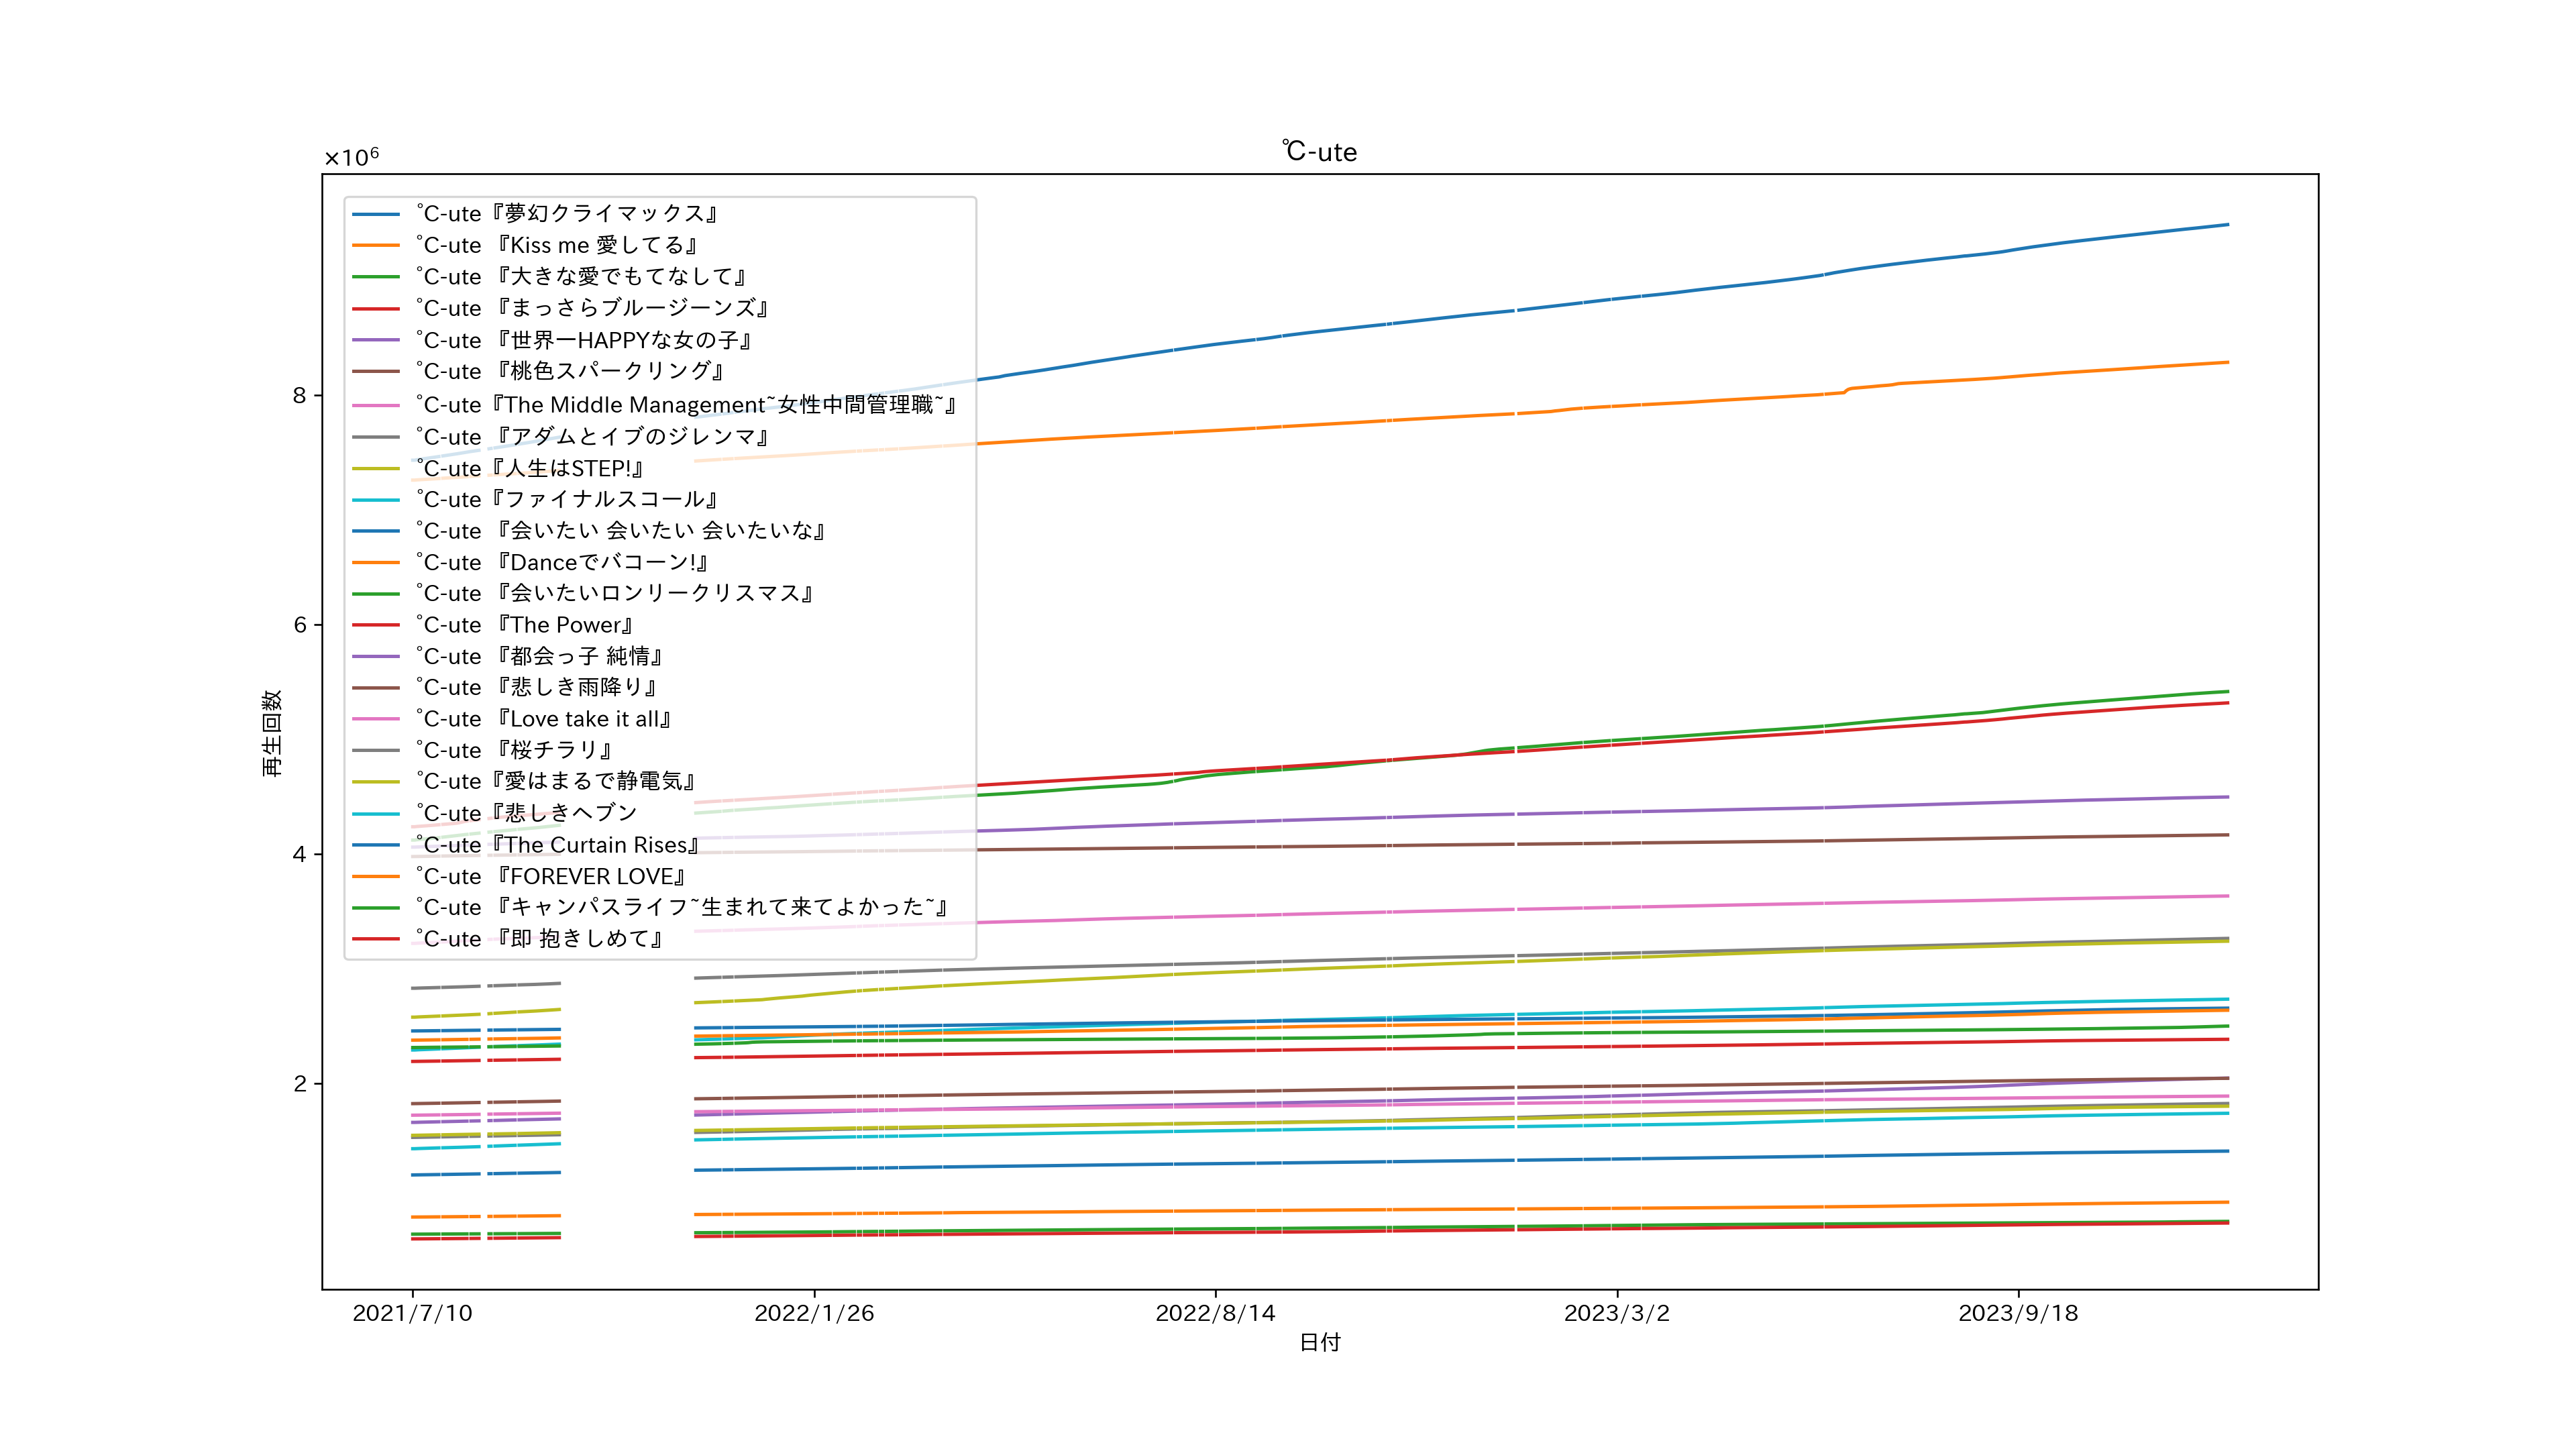 ℃-ute
×10⁶
°C-ute『夢幻クライマックス』
°C-ute 『Kiss me 愛してる』
°C-ute 『大きな愛でもてなして』
°C-ute 『まっさらブルージーンズ』
°C-ute 『世界一HAPPYな女の子』
°C-ute 『桃色スパークリング』
°C-ute『The Middle Management~女性中間管理職~』
°C-ute『アダムとイブのジレンマ』
°C-ute『人生はSTEP!』
°C-ute『ファイナルスコール』
°C-ute 『会いたい 会いたい 会いたいな』
°C-ute 『Danceでバコーン!』
°C-ute 『会いたいロンリークリスマス』
°C-ute 『The Power』
°C-ute 『都会っ子 純情』
°C-ute 『悲しき雨降り』
°C-ute 『Love take it all』
°C-ute 『桜チラリ』
°C-ute『愛はまるで静電気』
°C-ute『悲しきヘブン
°C-ute『The Curtain Rises』
°C-ute 『FOREVER LOVE』
°C-ute 『キャンパスライフ~生まれて来てよかった~』
°C-ute 『即 抱きしめて』
8
6
4
2
再生回数
2021/7/10
2022/1/26
2022/8/14
2023/3/2
2023/9/18
日付